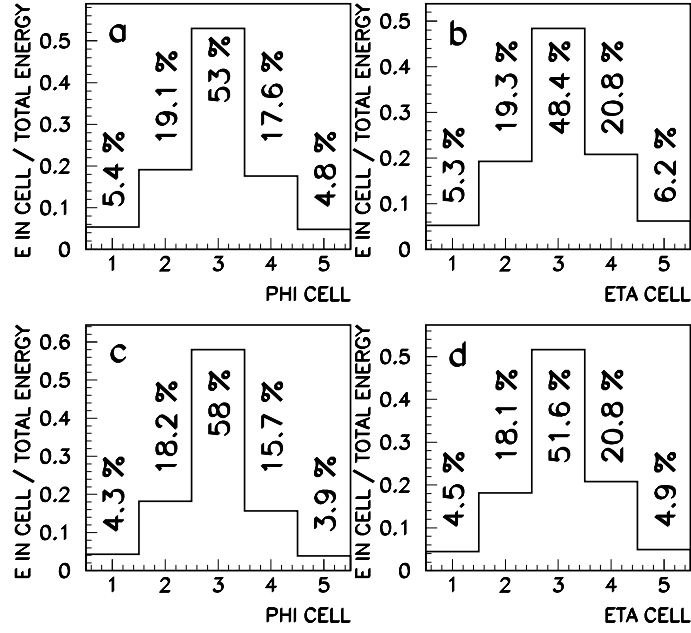 a
E IN CELL / TOTAL ENERGY
0.5
0.4
0.3
0.2
0.1
0
5.4 %
19.1 %
53 %
17.6 %
4.8 %
1 2 3 4 5
PHI CELL
b
E IN CELL / TOTAL ENERGY
0.5
0.4
0.3
0.2
0.1
0
5.3 %
19.3 %
48.4 %
20.8 %
6.2 %
1 2 3 4 5
ETA CELL
c
E IN CELL / TOTAL ENERGY
0.6
0.5
0.4
0.3
0.2
0.1
0
4.3 %
18.2 %
58 %
15.7 %
3.9 %
1 2 3 4 5
PHI CELL
d
E IN CELL / TOTAL ENERGY
0.5
0.4
0.3
0.2
0.1
0
4.5 %
18.1 %
51.6 %
20.8 %
4.9 %
1 2 3 4 5
ETA CELL